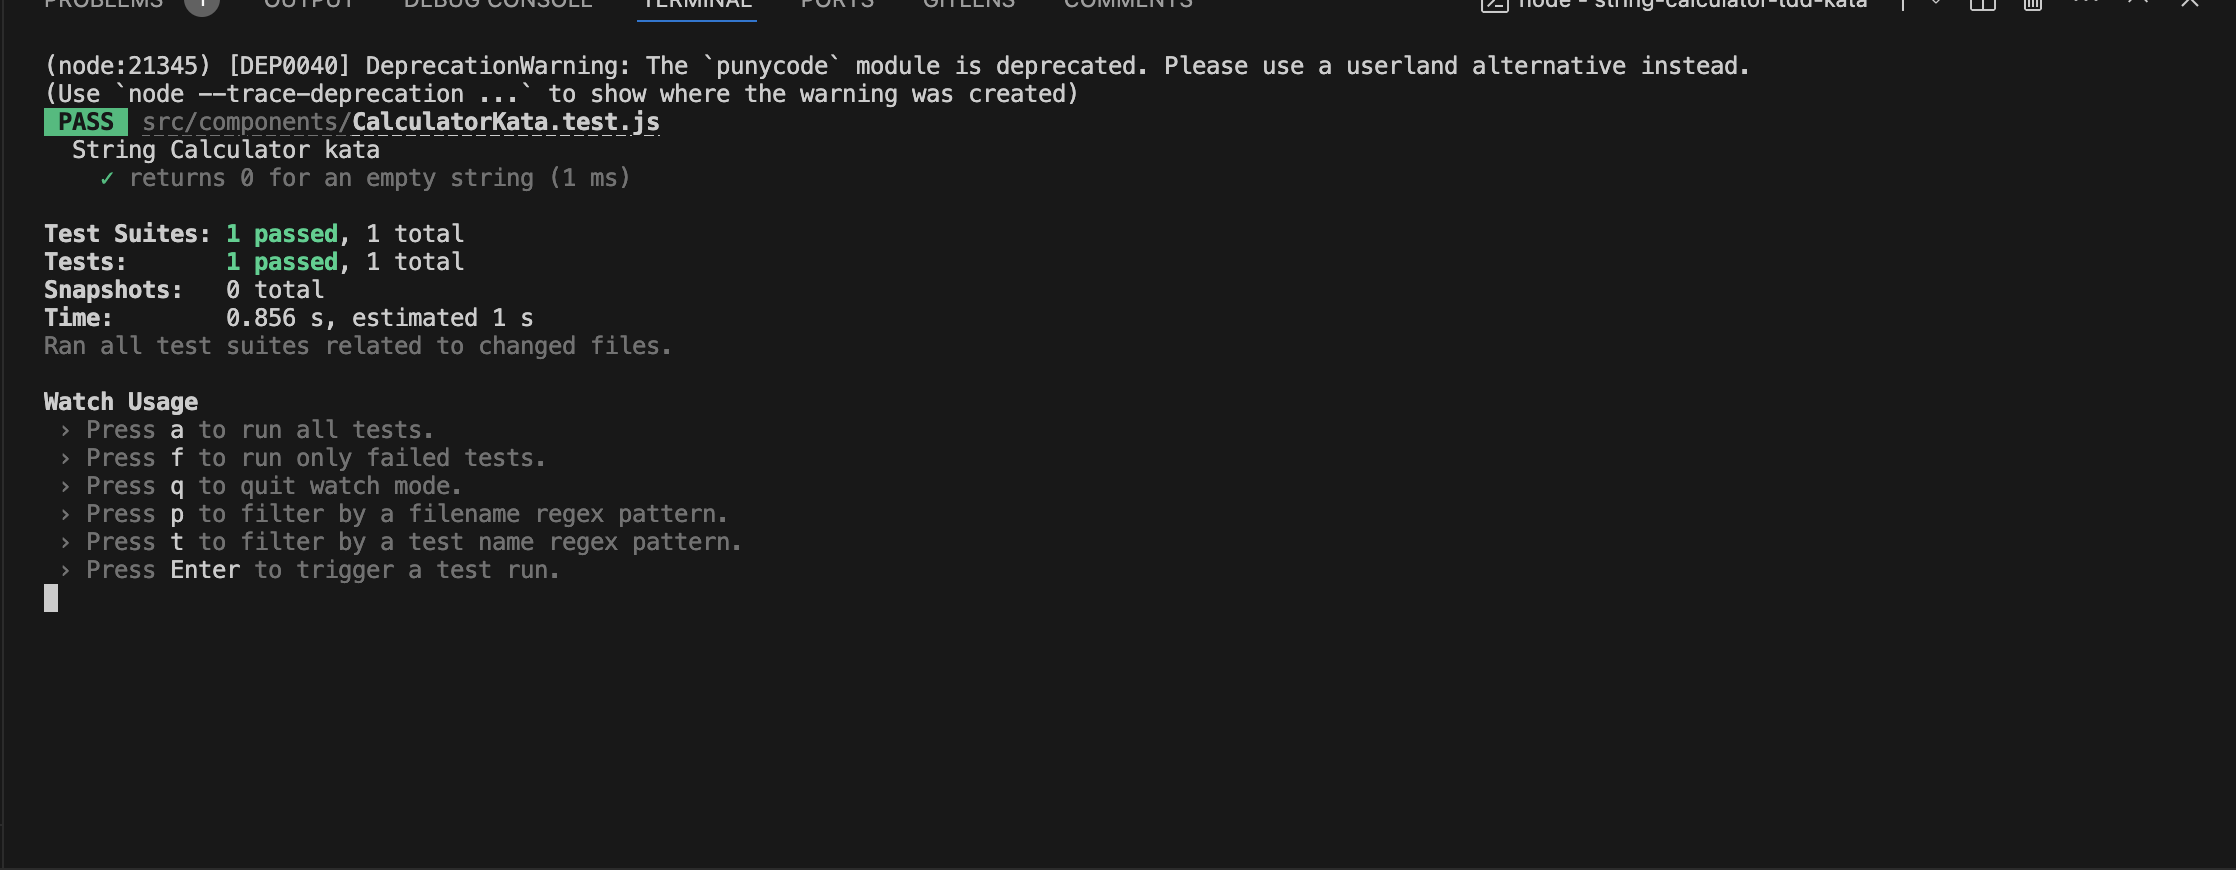 PROBLEMS 1 OUTPUT DEBUG CONSOLE TERMINAL PORTS GITLENS COMMENTS node - string-calculator-tdd-kata
(node:21345) [DEP0040] DeprecationWarning: The `punycode` module is deprecated. Please use a userland alternative instead.
(Use `node --trace-deprecation ...` to show where the warning was created)
PASS src/components/CalculatorKata.test.js
String Calculator kata
✓ returns 0 for an empty string (1 ms)
Test Suites: 1 passed, 1 total
Tests: 1 passed, 1 total
Snapshots: 0 total
Time: 0.856 s, estimated 1 s
Ran all test suites related to changed files.
Watch Usage
› Press a to run all tests.
› Press f to run only failed tests.
› Press q to quit watch mode.
› Press p to filter by a filename regex pattern.
› Press t to filter by a test name regex pattern.
› Press Enter to trigger a test run.